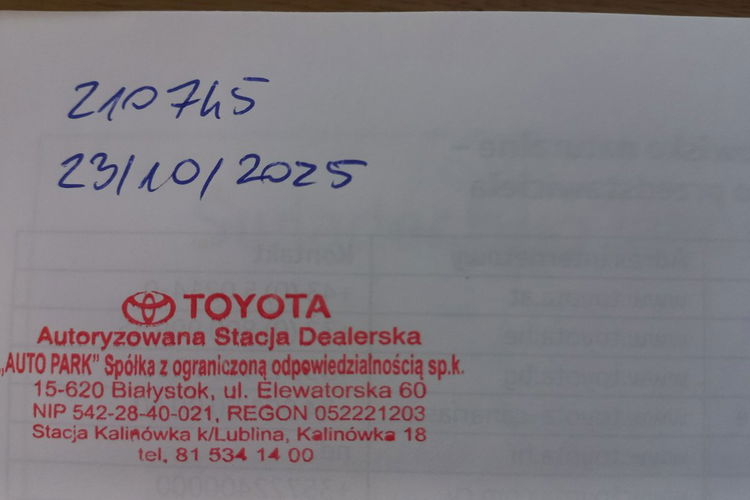 210745
23/10/2025
TOYOTA
Autoryzowana Stacja Dealerska
„AUTO PARK” Spółka z ograniczoną odpowiedzialnością sp.k.
15-620 Białystok, ul. Elewatorska 60
NIP 542-28-40-021, REGON 052221203
Stacja Kalinówka k/Lublina, Kalinówka 18
tel. 81 534 14 00